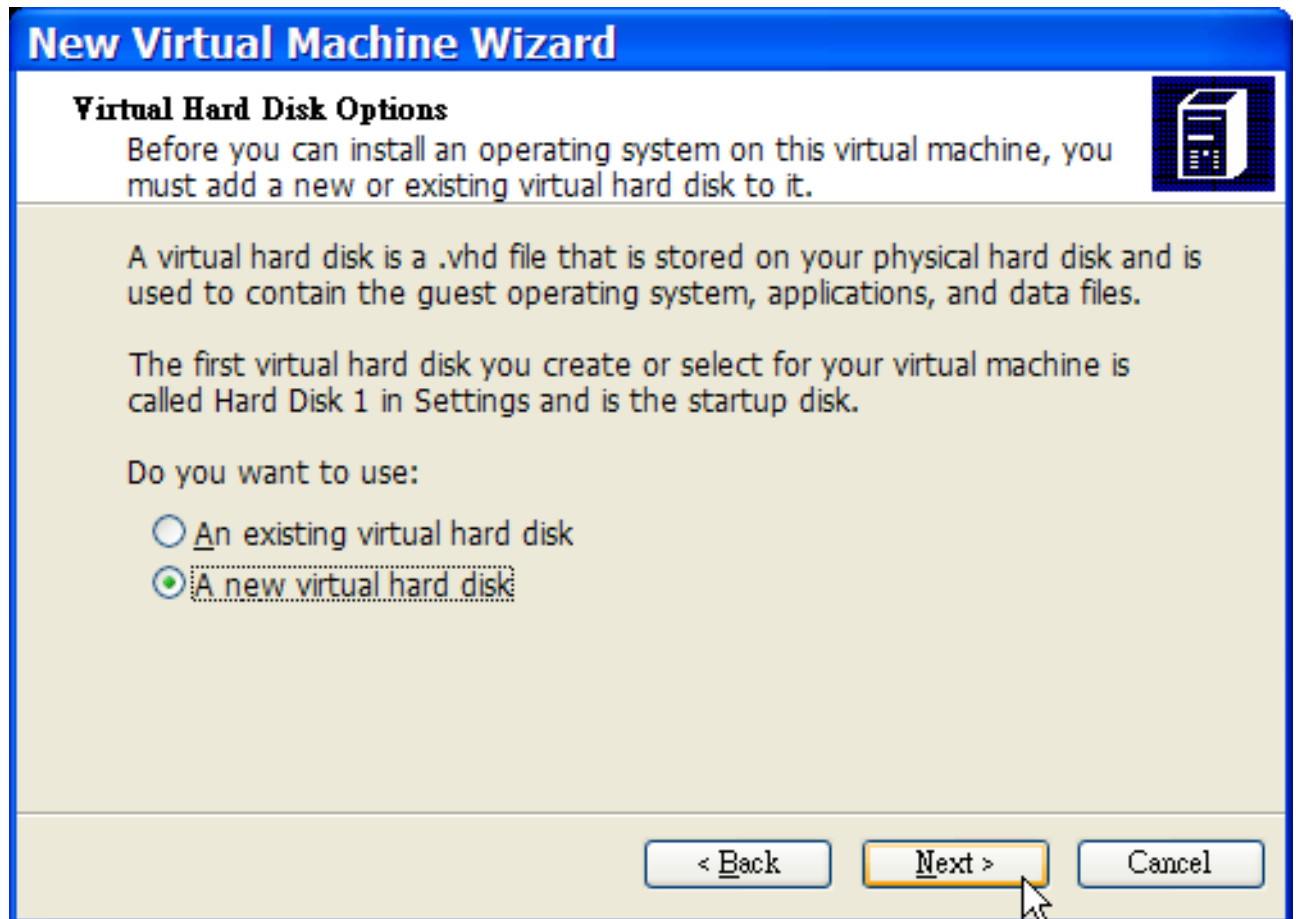 New Virtual Machine Wizard
Virtual Hard Disk Options
Before you can install an operating system on this virtual machine, you
must add a new or existing virtual hard disk to it.
A virtual hard disk is a .vhd file that is stored on your physical hard disk and is
used to contain the guest operating system, applications, and data files.
The first virtual hard disk you create or select for your virtual machine is
called Hard Disk 1 in Settings and is the startup disk.
Do you want to use:
An existing virtual hard disk
A new virtual hard disk
< Back
Next >
Cancel